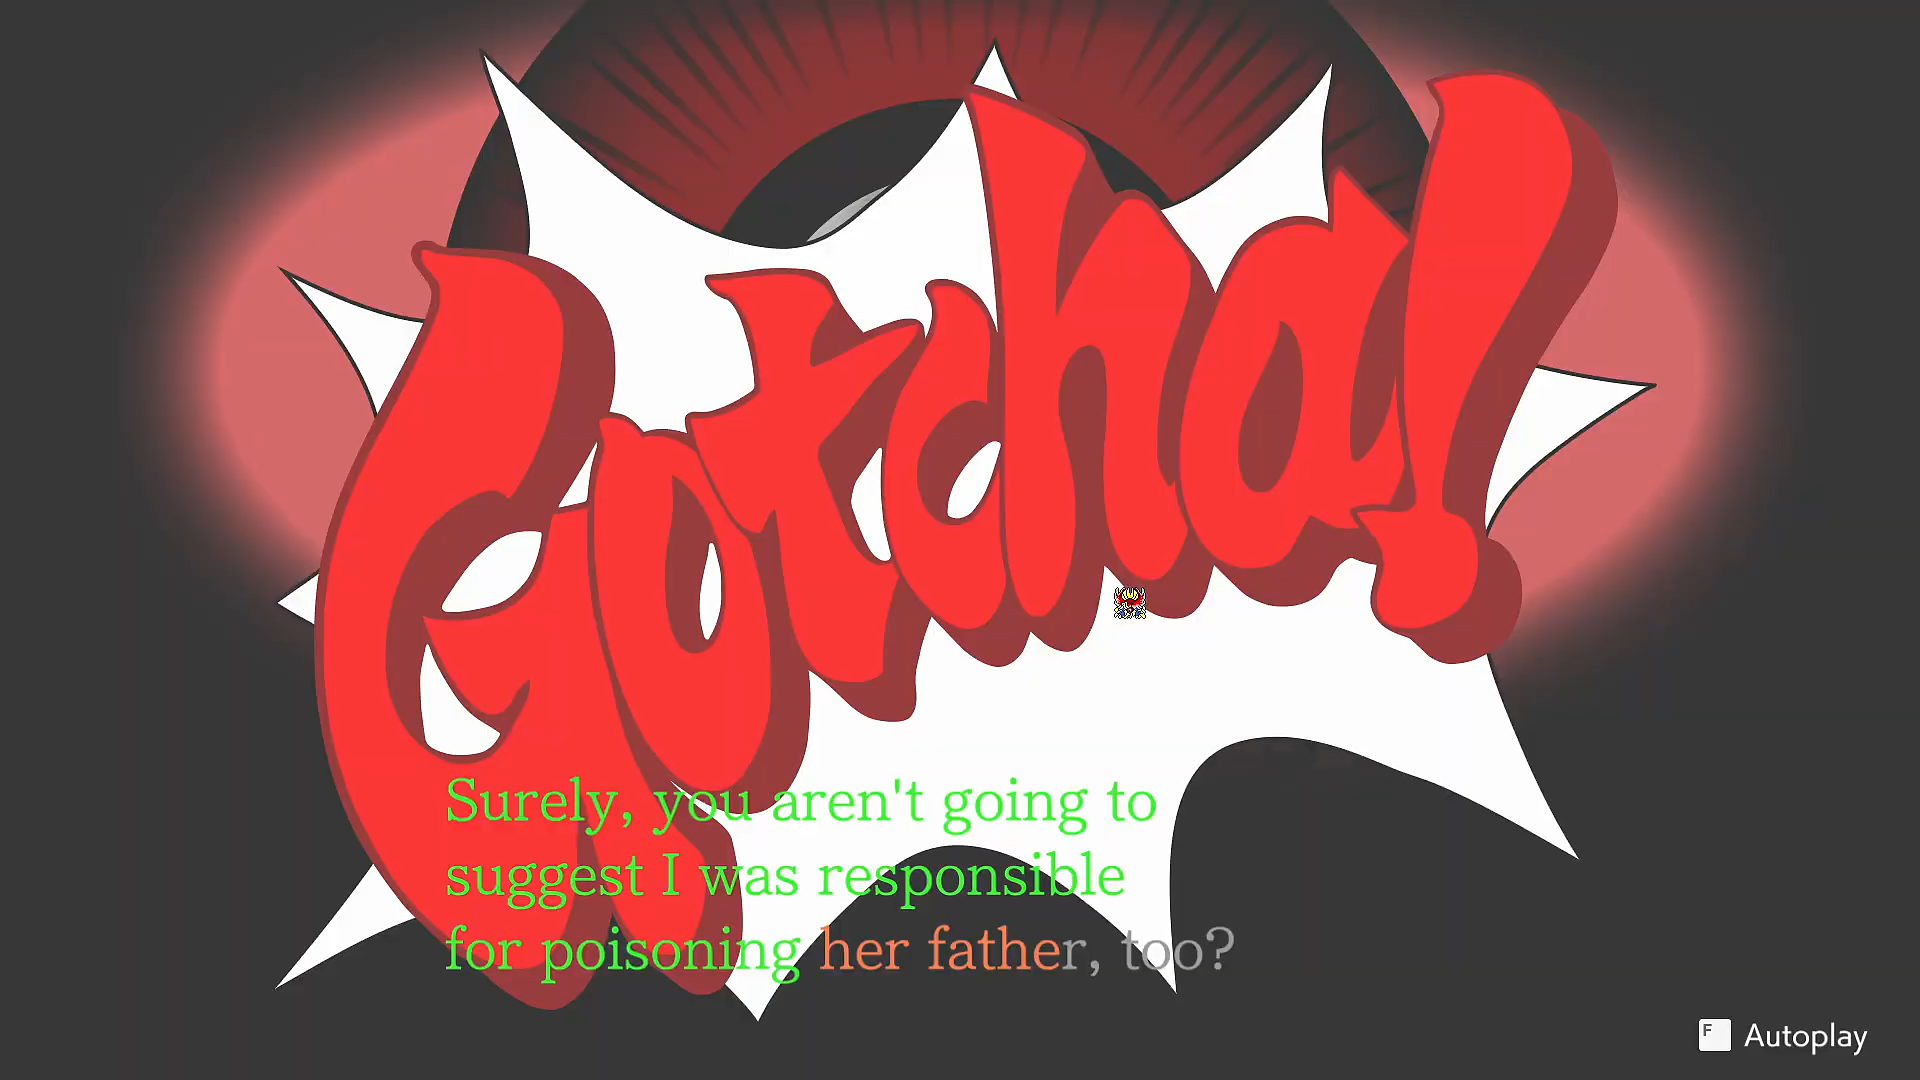 Gotcha!
Surely, you aren't going to
suggest I was responsible
for poisoning her father, too?
F Autoplay